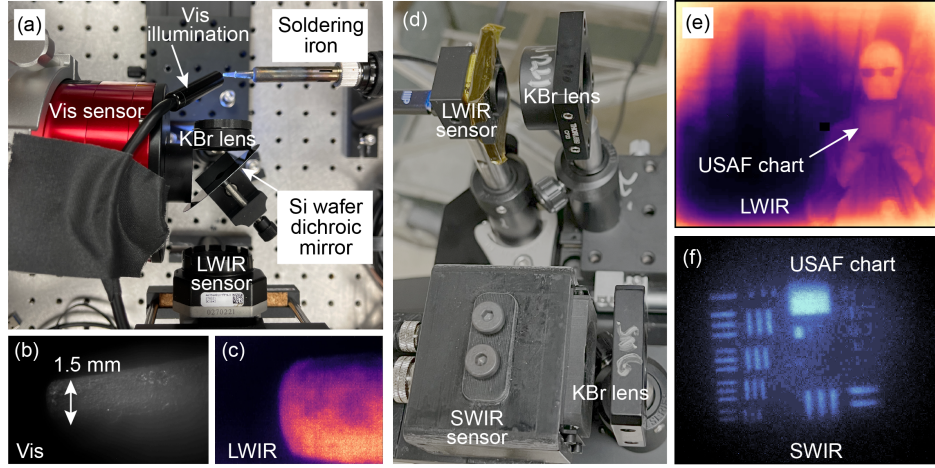 (a)
Vis
illumination
Soldering
iron
Vis sensor
KBr lens
Si wafer
dichroic
mirror
LWIR
sensor
0270221
(b)
1.5 mm
Vis
(c)
LWIR
(d)
LWIR
sensor
KBr lens
KBr lens
SWIR
sensor
(e)
USAF chart
LWIR
(f)
USAF chart
SWIR